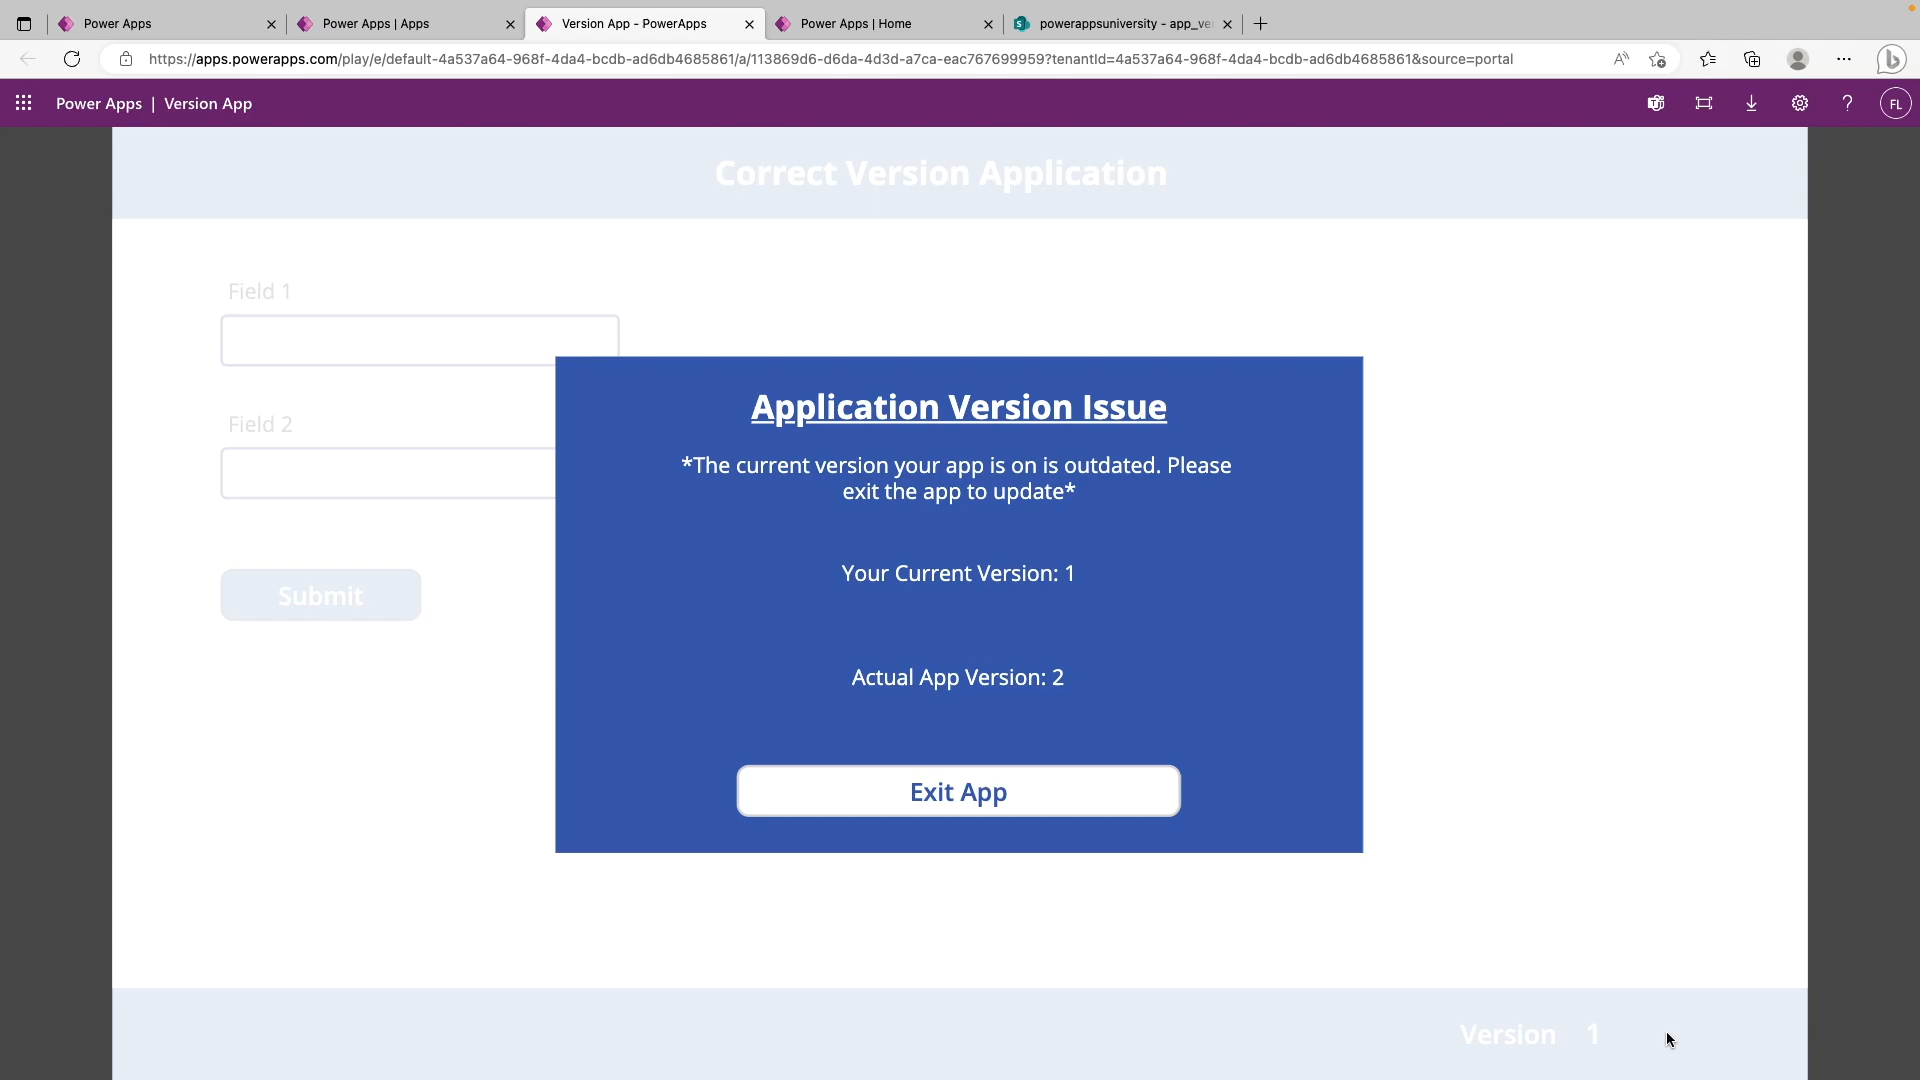 Power Apps
Power Apps | Apps
Version App - PowerApps
Power Apps | Home
powerappsuniversity - app_ve
https://apps.powerapps.com/play/e/default-4a537a64-968f-4da4-bcdb-ad6db4685861/a/113869d6-d6da-4d3d-a7ca-eac767699959?tenantId=4a537a64-968f-4da4-bcdb-ad6db4685861&source=portal
Power Apps | Version App
FL
Correct Version Application
Field 1
Field 2
Submit
Application Version Issue
*The current version your app is on is outdated. Please
exit the app to update*
Your Current Version: 1
Actual App Version: 2
Exit App
Version 1